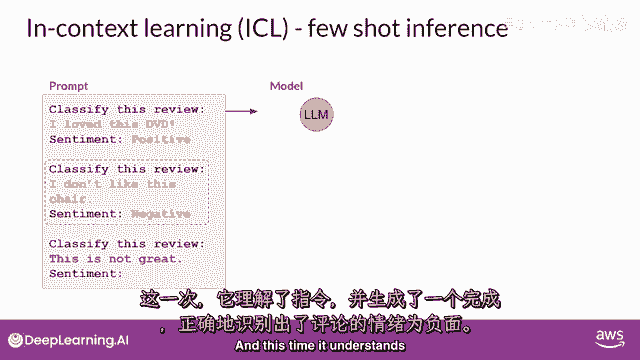 In-context learning (ICL) - few shot inference
Prompt
Model
Classify this review:
I loved this DVD!
Sentiment: Positive
LLM
Classify this review:
I don't like this
chair
Sentiment: Negative
Classify this review:
This is not great.
Sentiment:
这一次，它理解了指令，并生成了一个完成
，正确地识别出了评论的情绪为负面。
And this time it understands
DeepLearning.AI
aws